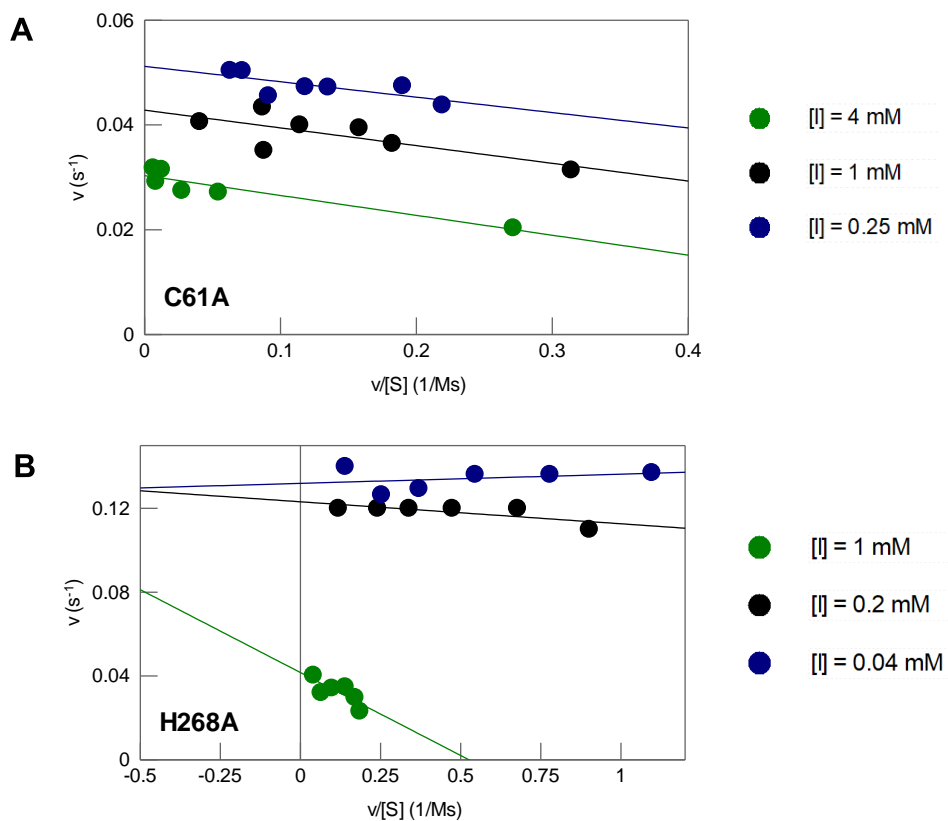 A
0.06
0.04
0.02
0
v (s⁻¹)
C61A
0
0.1
0.2
0.3
0.4
v/[S] (1/Ms)
[I] = 4 mM
[I] = 1 mM
[I] = 0.25 mM
B
0.12
0.08
0.04
0
v (s⁻¹)
H268A
-0.5
-0.25
0
0.25
0.5
0.75
1
v/[S] (1/Ms)
[I] = 1 mM
[I] = 0.2 mM
[I] = 0.04 mM